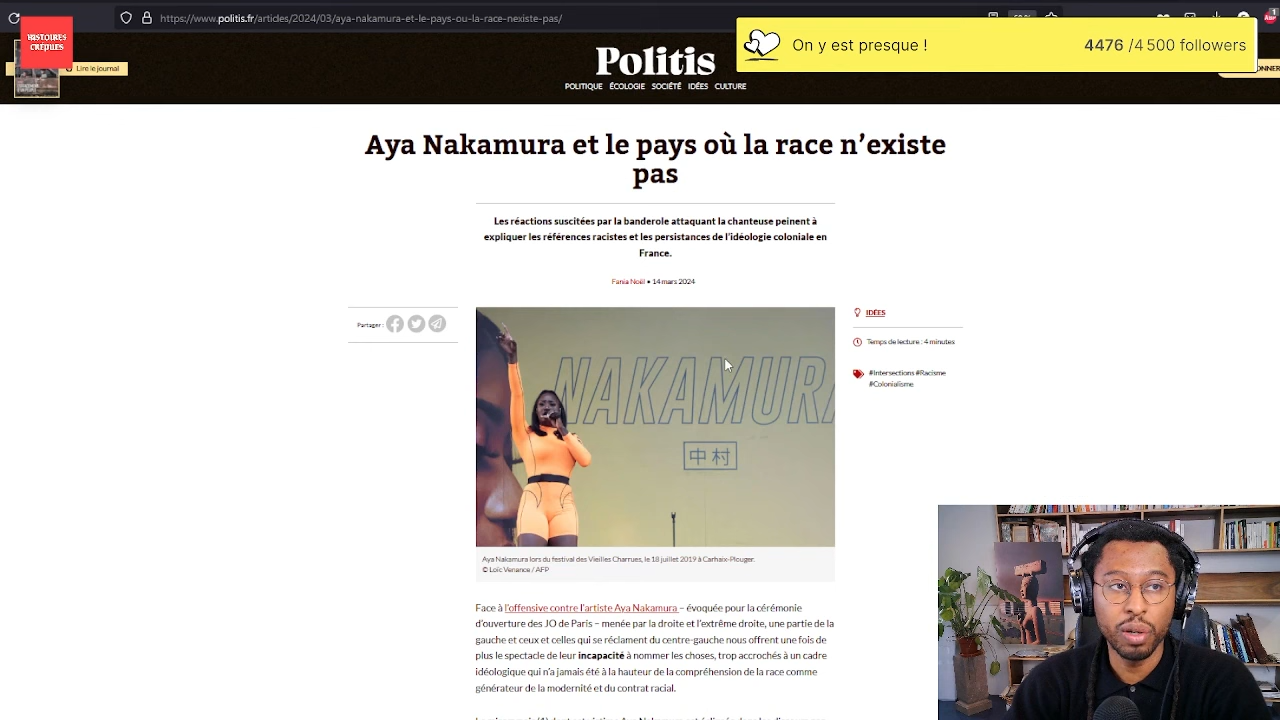 https://www.politis.fr/articles/2024/03/aya-nakamura-et-le-pays-ou-la-race-nexiste-pas/
HISTOIRES
CRÉPUES
Lire le journal
Politis
POLITIQUE ÉCOLOGIE SOCIÉTÉ IDÉES CULTURE
On y est presque !
4476 /4 500 followers
Aya Nakamura et le pays où la race n’existe
pas
Les réactions suscitées par la banderole attaquant la chanteuse peinent à
expliquer les références racistes et les persistances de l’idéologie coloniale en
France.
Fania Noël • 14 mars 2024
Partager :
IDÉES
Temps de lecture : 4 minutes
#Intersections #Racisme
#Colonialisme
NAKAMURA
中村
Aya Nakamura lors du festival des Vieilles Charrues, le 18 juillet 2019 à Carhaix-Plouger.
© Loïc Venance / AFP
Face à l’offensive contre l’artiste Aya Nakamura – évoquée pour la cérémonie
d’ouverture des JO de Paris – menée par la droite et l’extrême droite, une partie de la
gauche et ceux et celles qui se réclament du centre-gauche nous offrent une fois de
plus le spectacle de leur incapacité à nommer les choses, trop accrochés à un cadre
idéologique qui n’a jamais été à la hauteur de la compréhension de la race comme
générateur de la modernité et du contrat racial.